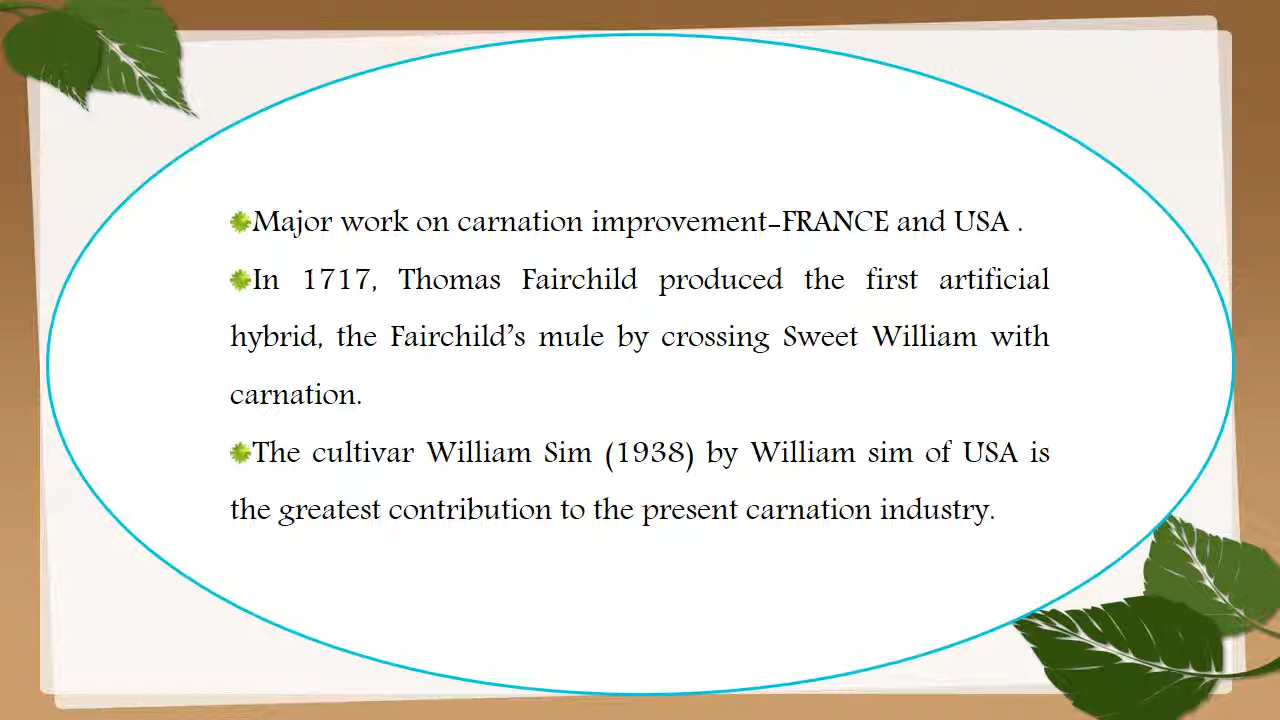 Major work on carnation improvement-FRANCE and USA .
In 1717, Thomas Fairchild produced the first artificial
hybrid, the Fairchild's mule by crossing Sweet William with
carnation.
The cultivar William Sim (1938) by William sim of USA is
the greatest contribution to the present carnation industry.